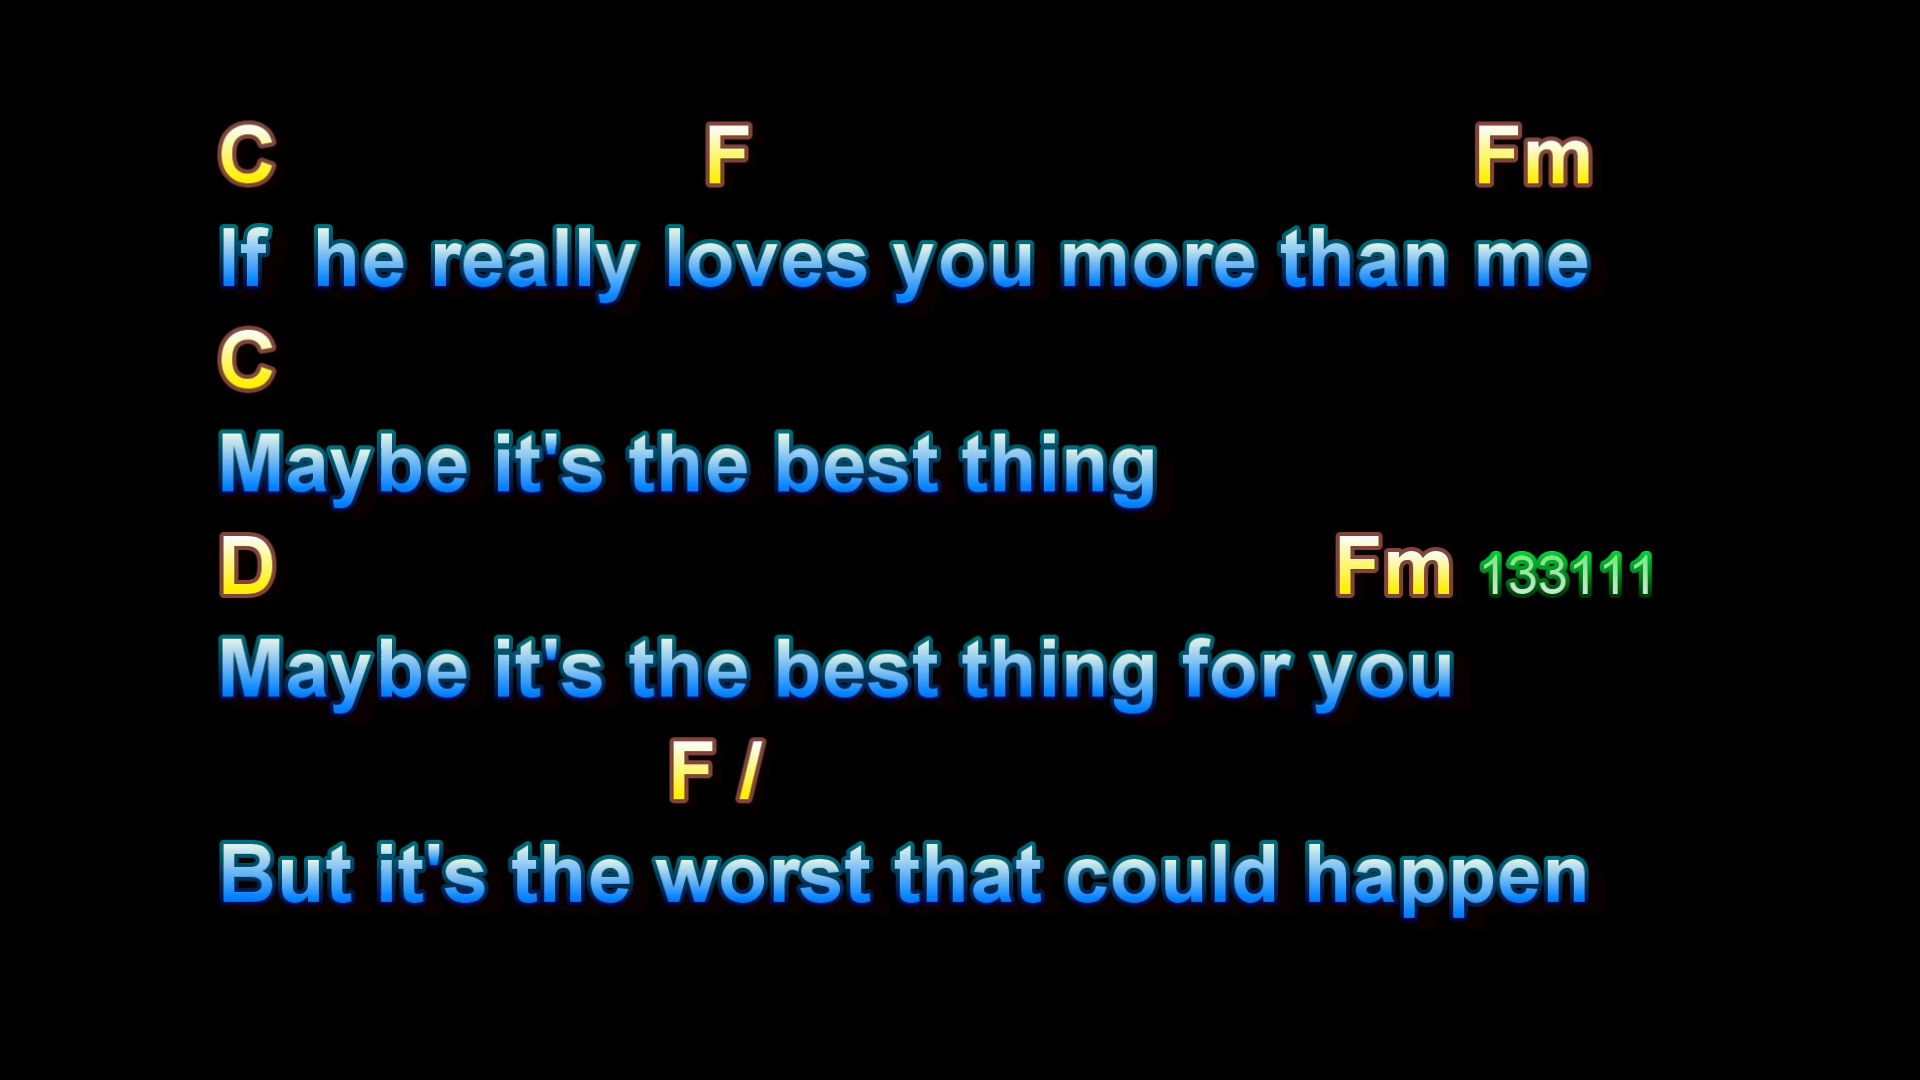 C F Fm
If he really loves you more than me
C
Maybe it's the best thing
D Fm 133111
Maybe it's the best thing for you
F /
But it's the worst that could happen